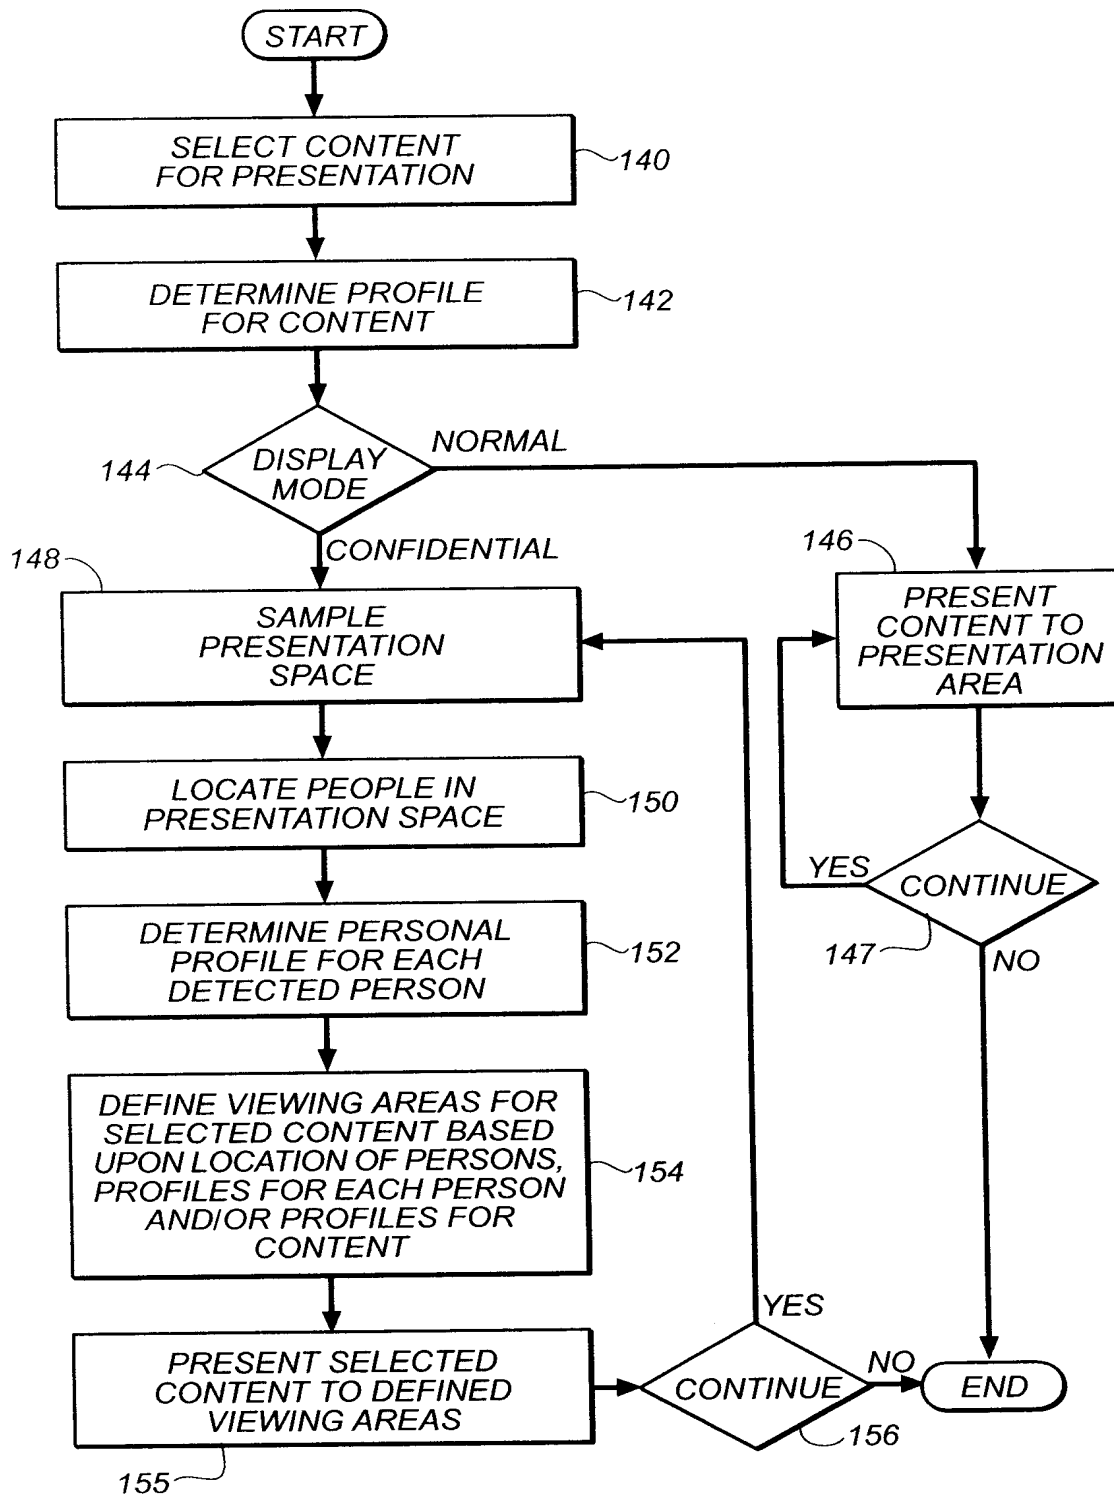 START
SELECT CONTENT
FOR PRESENTATION
140
DETERMINE PROFILE
FOR CONTENT
142
144
DISPLAY
MODE
NORMAL
CONFIDENTIAL
148
SAMPLE
PRESENTATION
SPACE
146
PRESENT
CONTENT TO
PRESENTATION
AREA
LOCATE PEOPLE IN
PRESENTATION SPACE
150
YES
CONTINUE
147
NO
DETERMINE PERSONAL
PROFILE FOR EACH
DETECTED PERSON
152
DEFINE VIEWING AREAS FOR
SELECTED CONTENT BASED
UPON LOCATION OF PERSONS,
PROFILES FOR EACH PERSON
AND/OR PROFILES FOR
CONTENT
154
PRESENT SELECTED
CONTENT TO DEFINED
VIEWING AREAS
155
YES
CONTINUE
156
NO
END